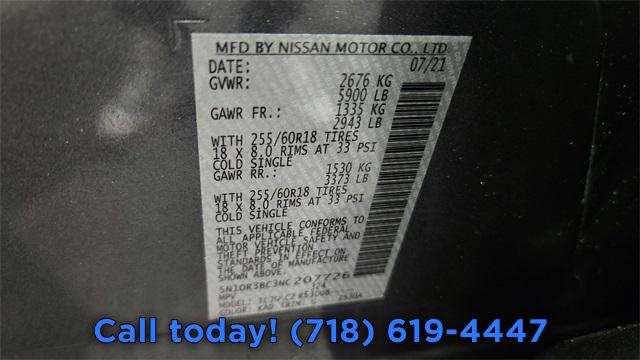 MFD BY NISSAN MOTOR CO., LTD
DATE: 07/21
GVWR: 2676 KG
5900 LB
GAWR FR.: 1335 KG
2943 LB
WITH 255/60R18 TIRES
18 X 8.0 RIMS AT 33 PSI
COLD SINGLE
GAWR RR.: 1530 KG
3373 LB
WITH 255/60R18 TIRES
18 X 8.0 RIMS AT 33 PSI
COLD SINGLE
THIS VEHICLE CONFORMS TO
ALL APPLICABLE FEDERAL
MOTOR VEHICLE SAFETY AND
THEFT PREVENTION
STANDARDS IN EFFECT ON
THE DATE OF MANUFACTURE
SHOWN ABOVE.
5N1DR3BC3NC207726
MPV
MODEL:
COLOR: KAD TRIM: G
Call today! (718) 619-4447